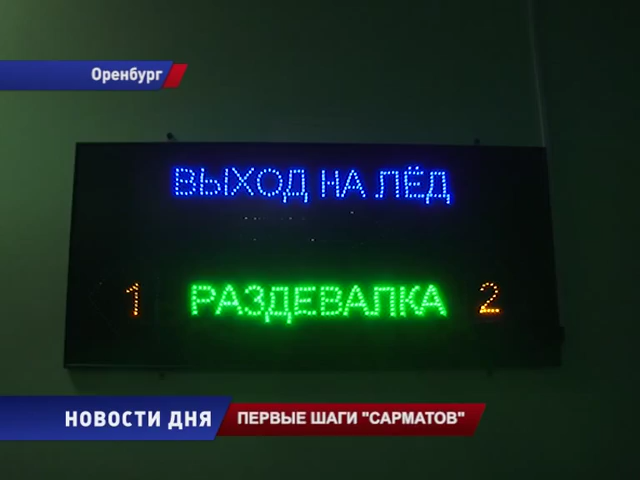 Оренбург
ВЫХОД НА ЛЁД
1 РАЗДЕВАЛКА 2
НОВОСТИ ДНЯ
ПЕРВЫЕ ШАГИ "САРМАТОВ"